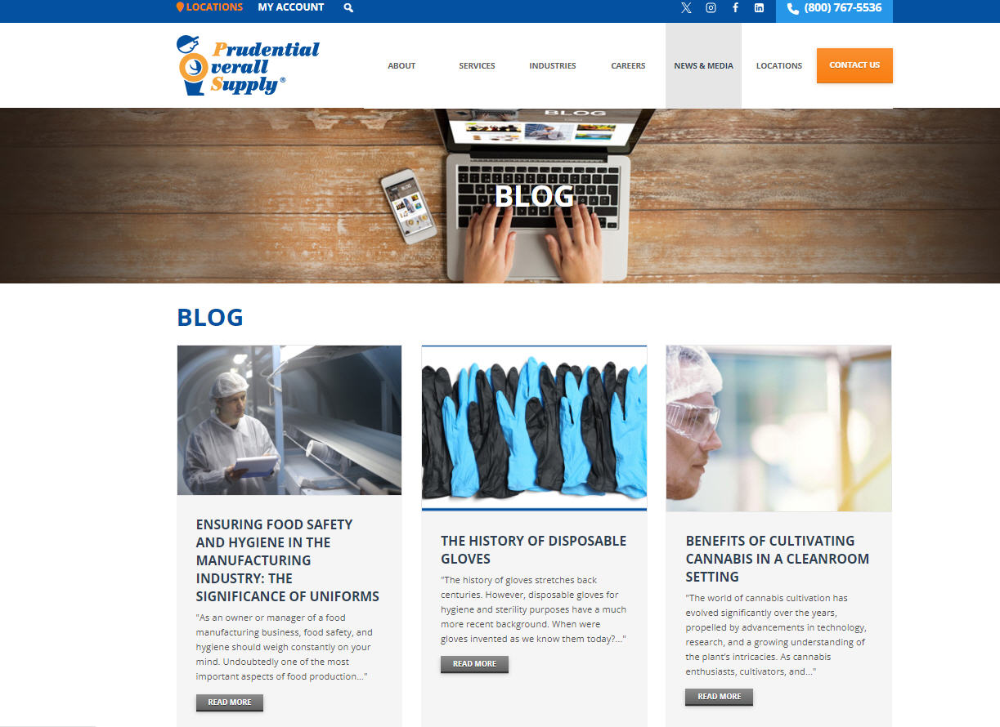 LOCATIONS MY ACCOUNT (800) 767-5536
Prudential
Overall
Supply®
ABOUT SERVICES INDUSTRIES CAREERS NEWS & MEDIA LOCATIONS CONTACT US
BLOG
BLOG
BLOG
BLOG
ENSURING FOOD SAFETY
AND HYGIENE IN THE
MANUFACTURING
INDUSTRY: THE
SIGNIFICANCE OF UNIFORMS
"As an owner or manager of a food
manufacturing business, food safety, and
hygiene should weigh constantly on your
mind. Undoubtedly one of the most
important aspects of food production..."
READ MORE
THE HISTORY OF DISPOSABLE
GLOVES
"The history of gloves stretches back
centuries. However, disposable gloves for
hygiene and sterility purposes have a much
more recent background. When were
gloves invented as we know them today?..."
READ MORE
BENEFITS OF CULTIVATING
CANNABIS IN A CLEANROOM
SETTING
"The world of cannabis cultivation has
evolved significantly over the years,
propelled by advancements in technology,
research, and a growing understanding of
the plant's intricacies. As cannabis
enthusiasts, cultivators, and..."
READ MORE